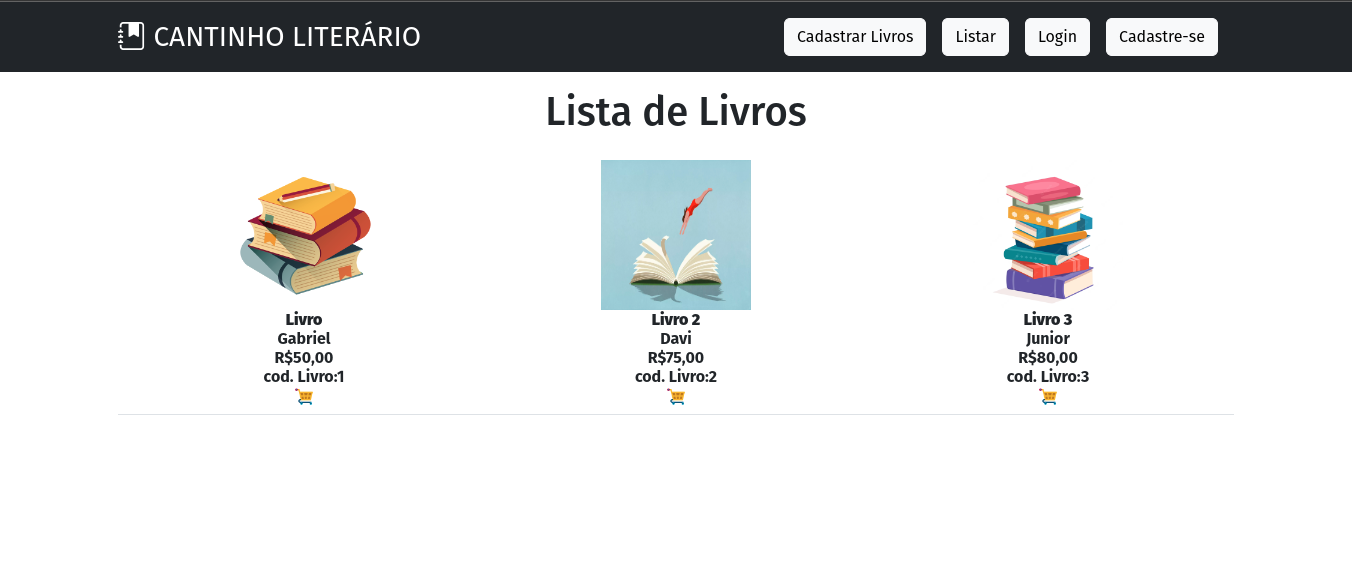 CANTINHO LITERÁRIO
Cadastrar Livros
Listar
Login
Cadastre-se
Lista de Livros
Livro
Gabriel
R$50,00
cod. Livro:1
Livro 2
Davi
R$75,00
cod. Livro:2
Livro 3
Junior
R$80,00
cod. Livro:3